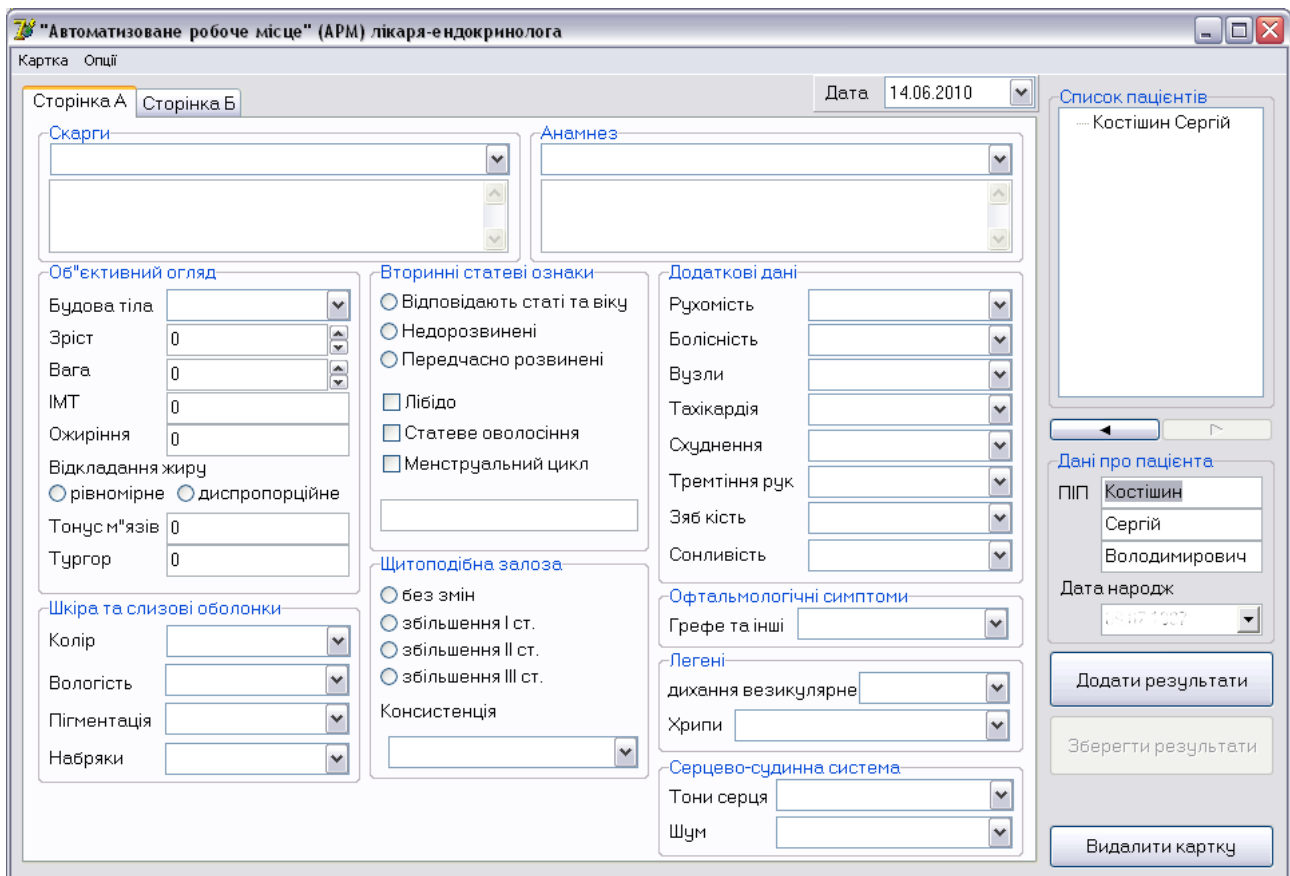 "Автоматизоване робоче місце" (АРМ) лікаря-ендокринолога
Картка Опції
Сторінка А Сторінка Б
Дата 14.06.2010
Скарги
Анамнез
Об"єктивний огляд
Будова тіла
Зріст 0
Вага 0
ІМТ 0
Ожиріння 0
Відкладання жиру
рівномірне диспропорційне
Тонус м"язів 0
Тургор 0
Шкіра та слизові оболонки
Колір
Вологість
Пігментація
Набряки
Вторинні статеві ознаки
Відповідають статі та віку
Недорозвинені
Передчасно розвинені
Лібідо
Статеве оволосіння
Менструальний цикл
Щитоподібна залоза
без змін
збільшення І ст.
збільшення ІІ ст.
збільшення ІІІ ст.
Консистенція
Додаткові дані
Рухомість
Болісність
Вузли
Тахікардія
Схуднення
Тремтіння рук
Зяб кість
Сонливість
Офтальмологічні симптоми
Грефе та інші
Легені
дихання везикулярне
Хрипи
Серцево-судинна система
Тони серця
Шум
Список пацієнтів
Костішин Сергій
Дані про пацієнта
ПІП Костішин
Сергій
Володимирович
Дата народж
Додати результати
Зберегти результати
Видалити картку